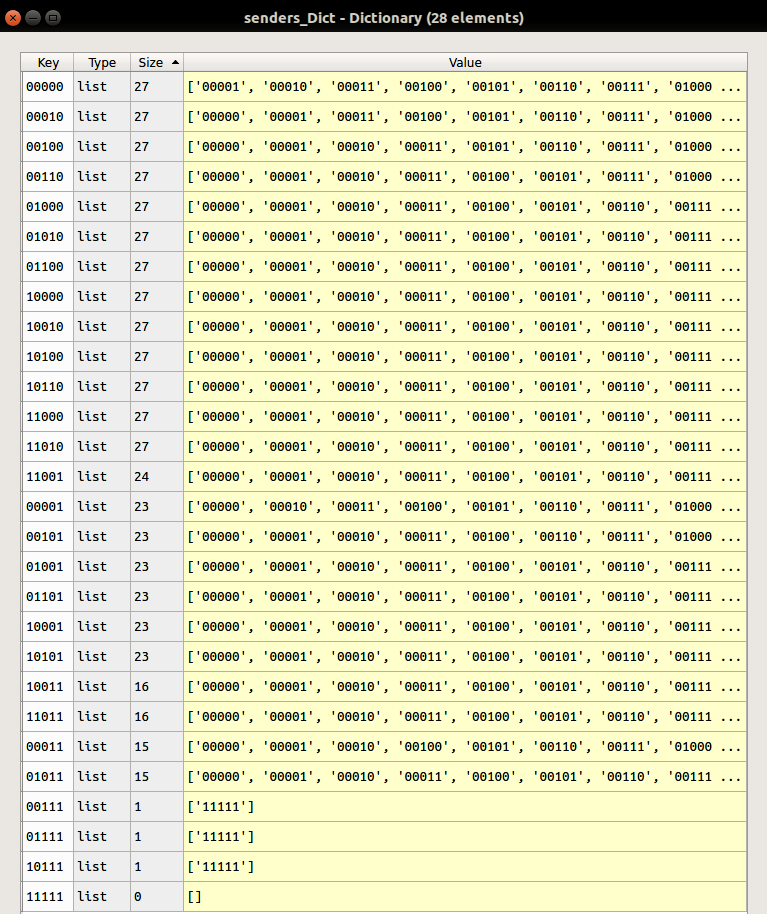 senders_Dict - Dictionary (28 elements)
Key Type Size Value
00000 list 27 ['00001', '00010', '00011', '00100', '00101', '00110', '00111', '01000 ...
00010 list 27 ['00000', '00001', '00011', '00100', '00101', '00110', '00111', '01000 ...
00100 list 27 ['00000', '00001', '00010', '00011', '00101', '00110', '00111', '01000 ...
00110 list 27 ['00000', '00001', '00010', '00011', '00100', '00101', '00111', '01000 ...
01000 list 27 ['00000', '00001', '00010', '00011', '00100', '00101', '00110', '00111 ...
01010 list 27 ['00000', '00001', '00010', '00011', '00100', '00101', '00110', '00111 ...
01100 list 27 ['00000', '00001', '00010', '00011', '00100', '00101', '00110', '00111 ...
10000 list 27 ['00000', '00001', '00010', '00011', '00100', '00101', '00110', '00111 ...
10010 list 27 ['00000', '00001', '00010', '00011', '00100', '00101', '00110', '00111 ...
10100 list 27 ['00000', '00001', '00010', '00011', '00100', '00101', '00110', '00111 ...
10110 list 27 ['00000', '00001', '00010', '00011', '00100', '00101', '00110', '00111 ...
11000 list 27 ['00000', '00001', '00010', '00011', '00100', '00101', '00110', '00111 ...
11010 list 27 ['00000', '00001', '00010', '00011', '00100', '00101', '00110', '00111 ...
11001 list 24 ['00000', '00001', '00010', '00011', '00100', '00101', '00110', '00111 ...
00001 list 23 ['00000', '00010', '00011', '00100', '00101', '00110', '00111', '01000 ...
00101 list 23 ['00000', '00001', '00010', '00011', '00100', '00110', '00111', '01000 ...
01001 list 23 ['00000', '00001', '00010', '00011', '00100', '00101', '00110', '00111 ...
01101 list 23 ['00000', '00001', '00010', '00011', '00100', '00101', '00110', '00111 ...
10001 list 23 ['00000', '00001', '00010', '00011', '00100', '00101', '00110', '00111 ...
10101 list 23 ['00000', '00001', '00010', '00011', '00100', '00101', '00110', '00111 ...
10011 list 16 ['00000', '00001', '00010', '00011', '00100', '00101', '00110', '00111 ...
11011 list 16 ['00000', '00001', '00010', '00011', '00100', '00101', '00110', '00111 ...
00011 list 15 ['00000', '00001', '00010', '00100', '00101', '00110', '00111', '01000 ...
01011 list 15 ['00000', '00001', '00010', '00011', '00100', '00101', '00110', '00111 ...
00111 list 1 ['11111']
01111 list 1 ['11111']
10111 list 1 ['11111']
11111 list 0 []